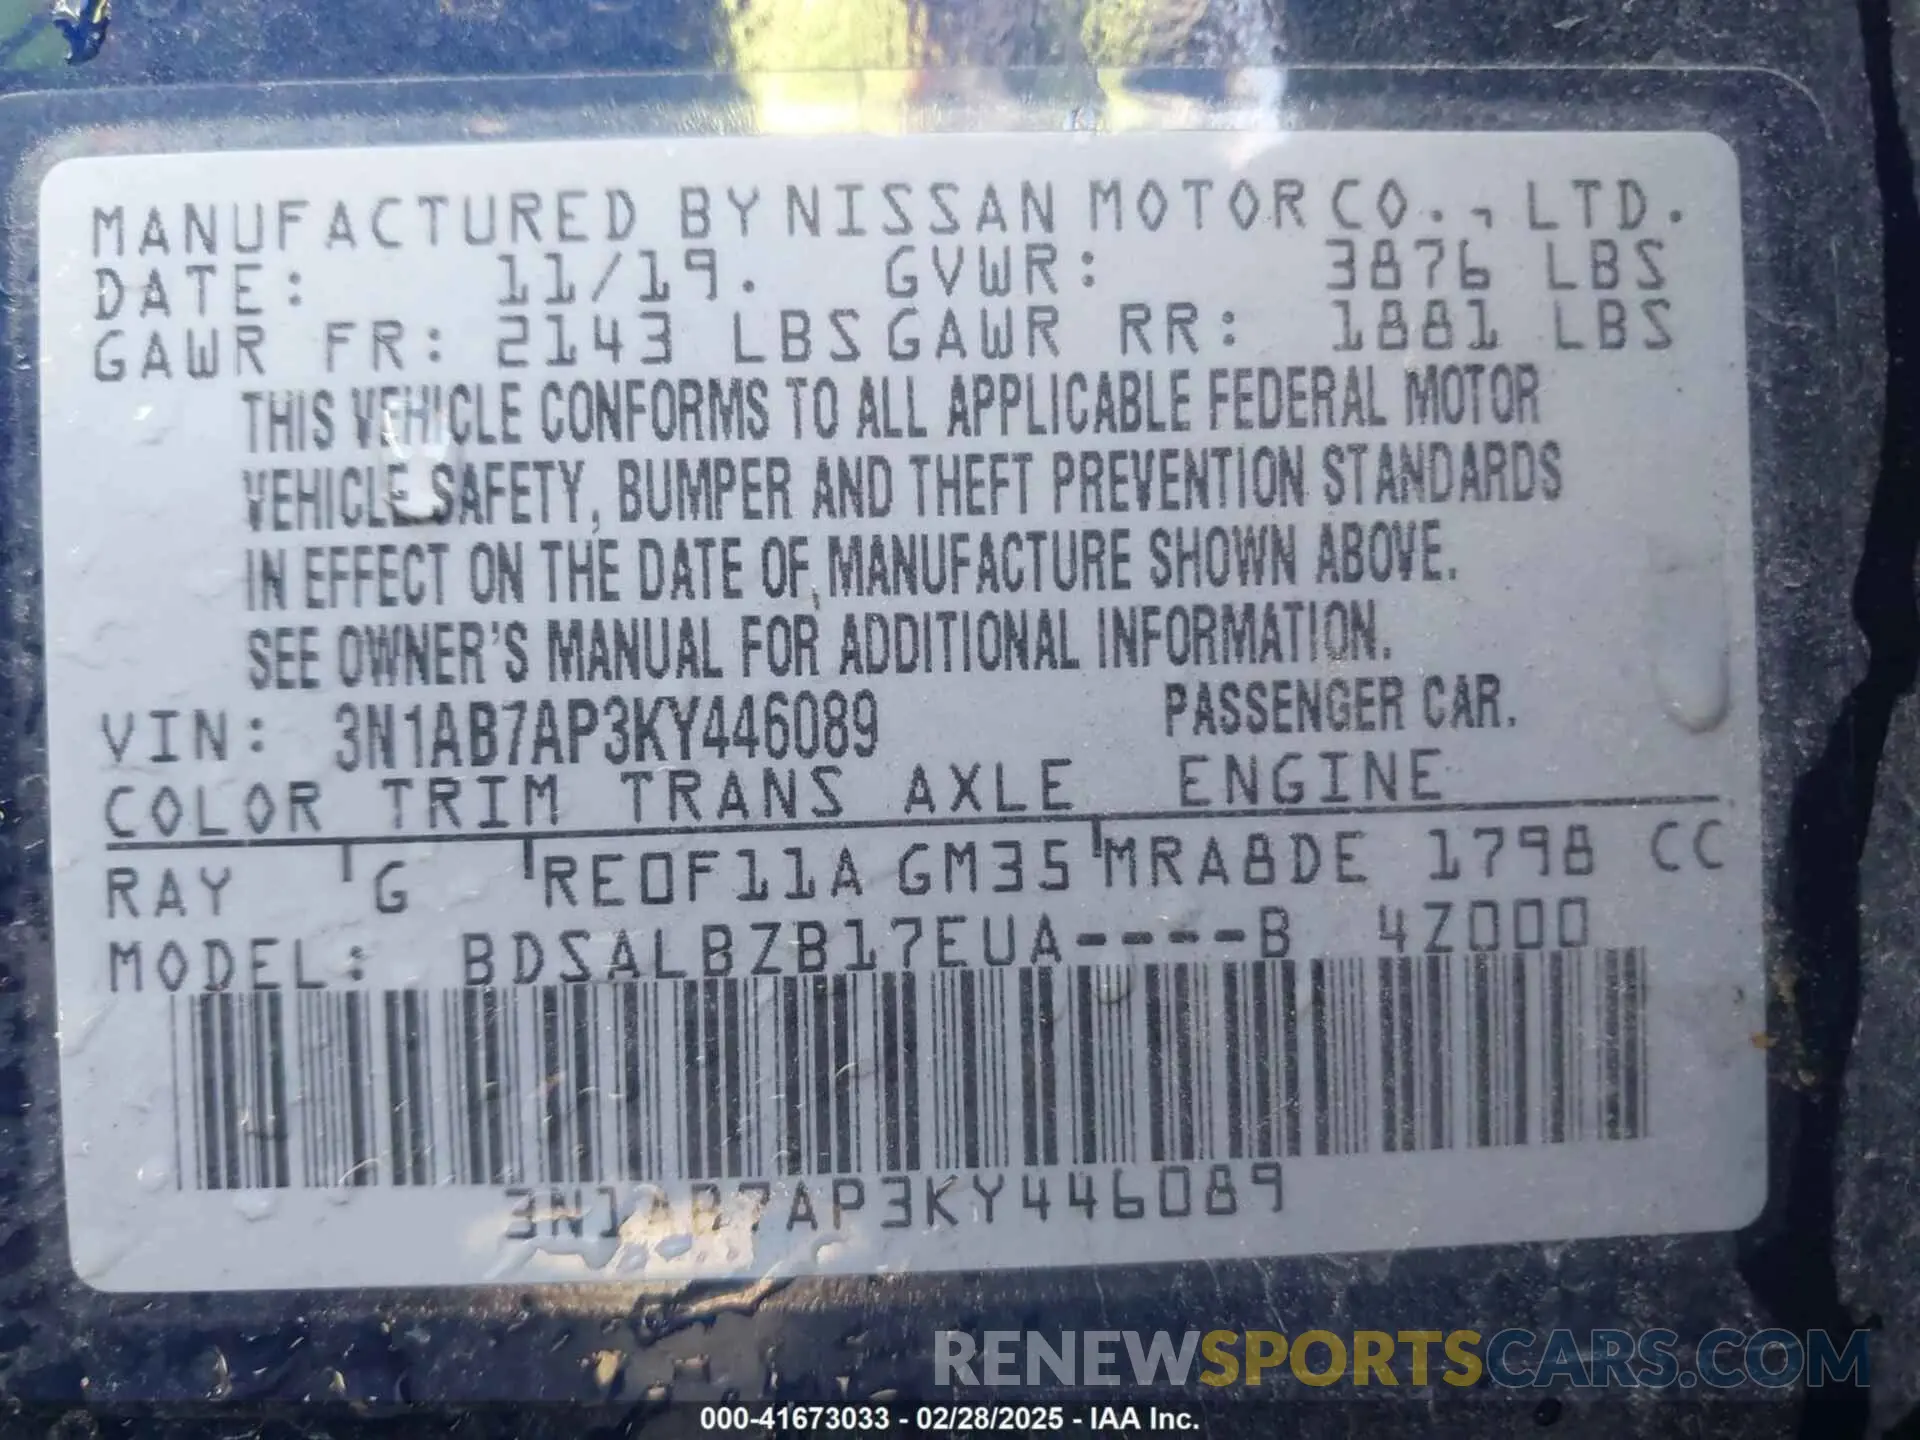 MANUFACTURED BY NISSAN MOTOR CO., LTD.
DATE: 11/19. GVWR: 3876 LBS
GAWR FR: 2143 LBS GAWR RR: 1881 LBS
THIS VEHICLE CONFORMS TO ALL APPLICABLE FEDERAL MOTOR
VEHICLE SAFETY, BUMPER AND THEFT PREVENTION STANDARDS
IN EFFECT ON THE DATE OF MANUFACTURE SHOWN ABOVE.
SEE OWNER'S MANUAL FOR ADDITIONAL INFORMATION.
VIN: 3N1AB7AP3KY446089 PASSENGER CAR.
COLOR TRIM TRANS AXLE ENGINE
RAY G RE0F11A GM35 MRA8DE 1798 CC
MODEL: BDSALBZB17EUA----B 4Z000
3N1AB7AP3KY446089
RENEWSPORTSCARS.COM
000-41673033 - 02/28/2025 - IAA Inc.